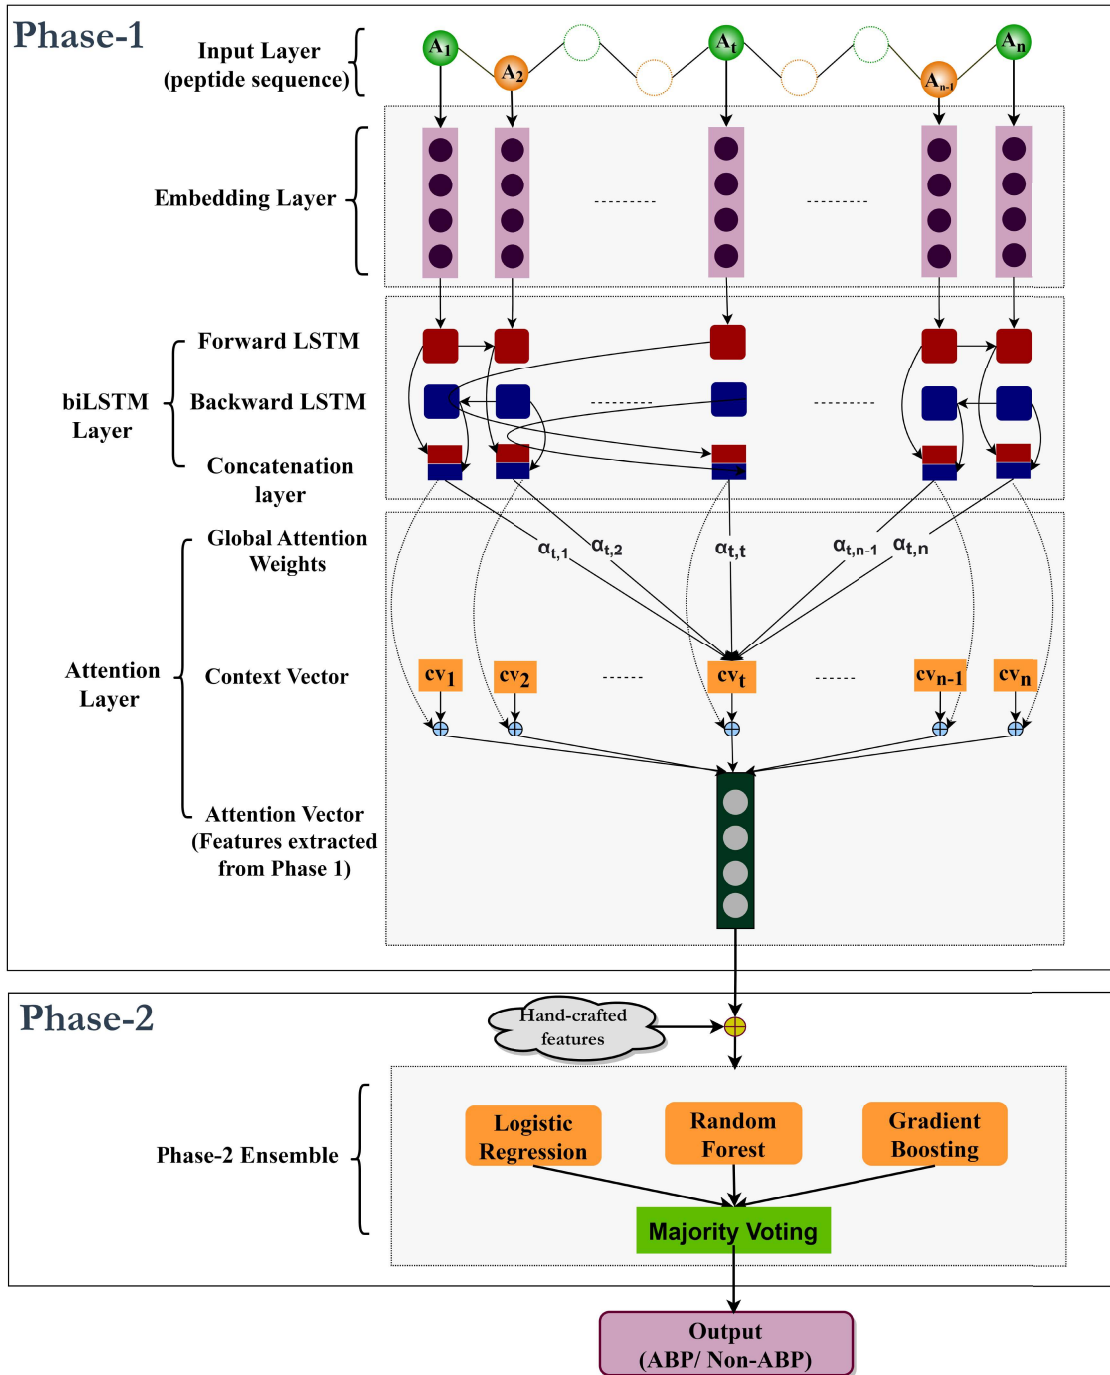 Phase-1
Input Layer
(peptide sequence)
A1 A2 At An-1 An
Embedding Layer
--------- ---------
biLSTM
Layer
Forward LSTM
Backward LSTM
--------- ---------
Concatenation
layer
Attention
Layer
Global Attention
Weights
αt,1 αt,2 αt,t αt,n-1 αt,n
Context Vector
cv1 cv2 ------ cvt ------ cvn-1 cvn
Attention Vector
(Features extracted
from Phase 1)
Phase-2
Hand-crafted
features
Phase-2 Ensemble
Logistic
Regression
Random
Forest
Gradient
Boosting
Majority Voting
Output
(ABP/ Non-ABP)